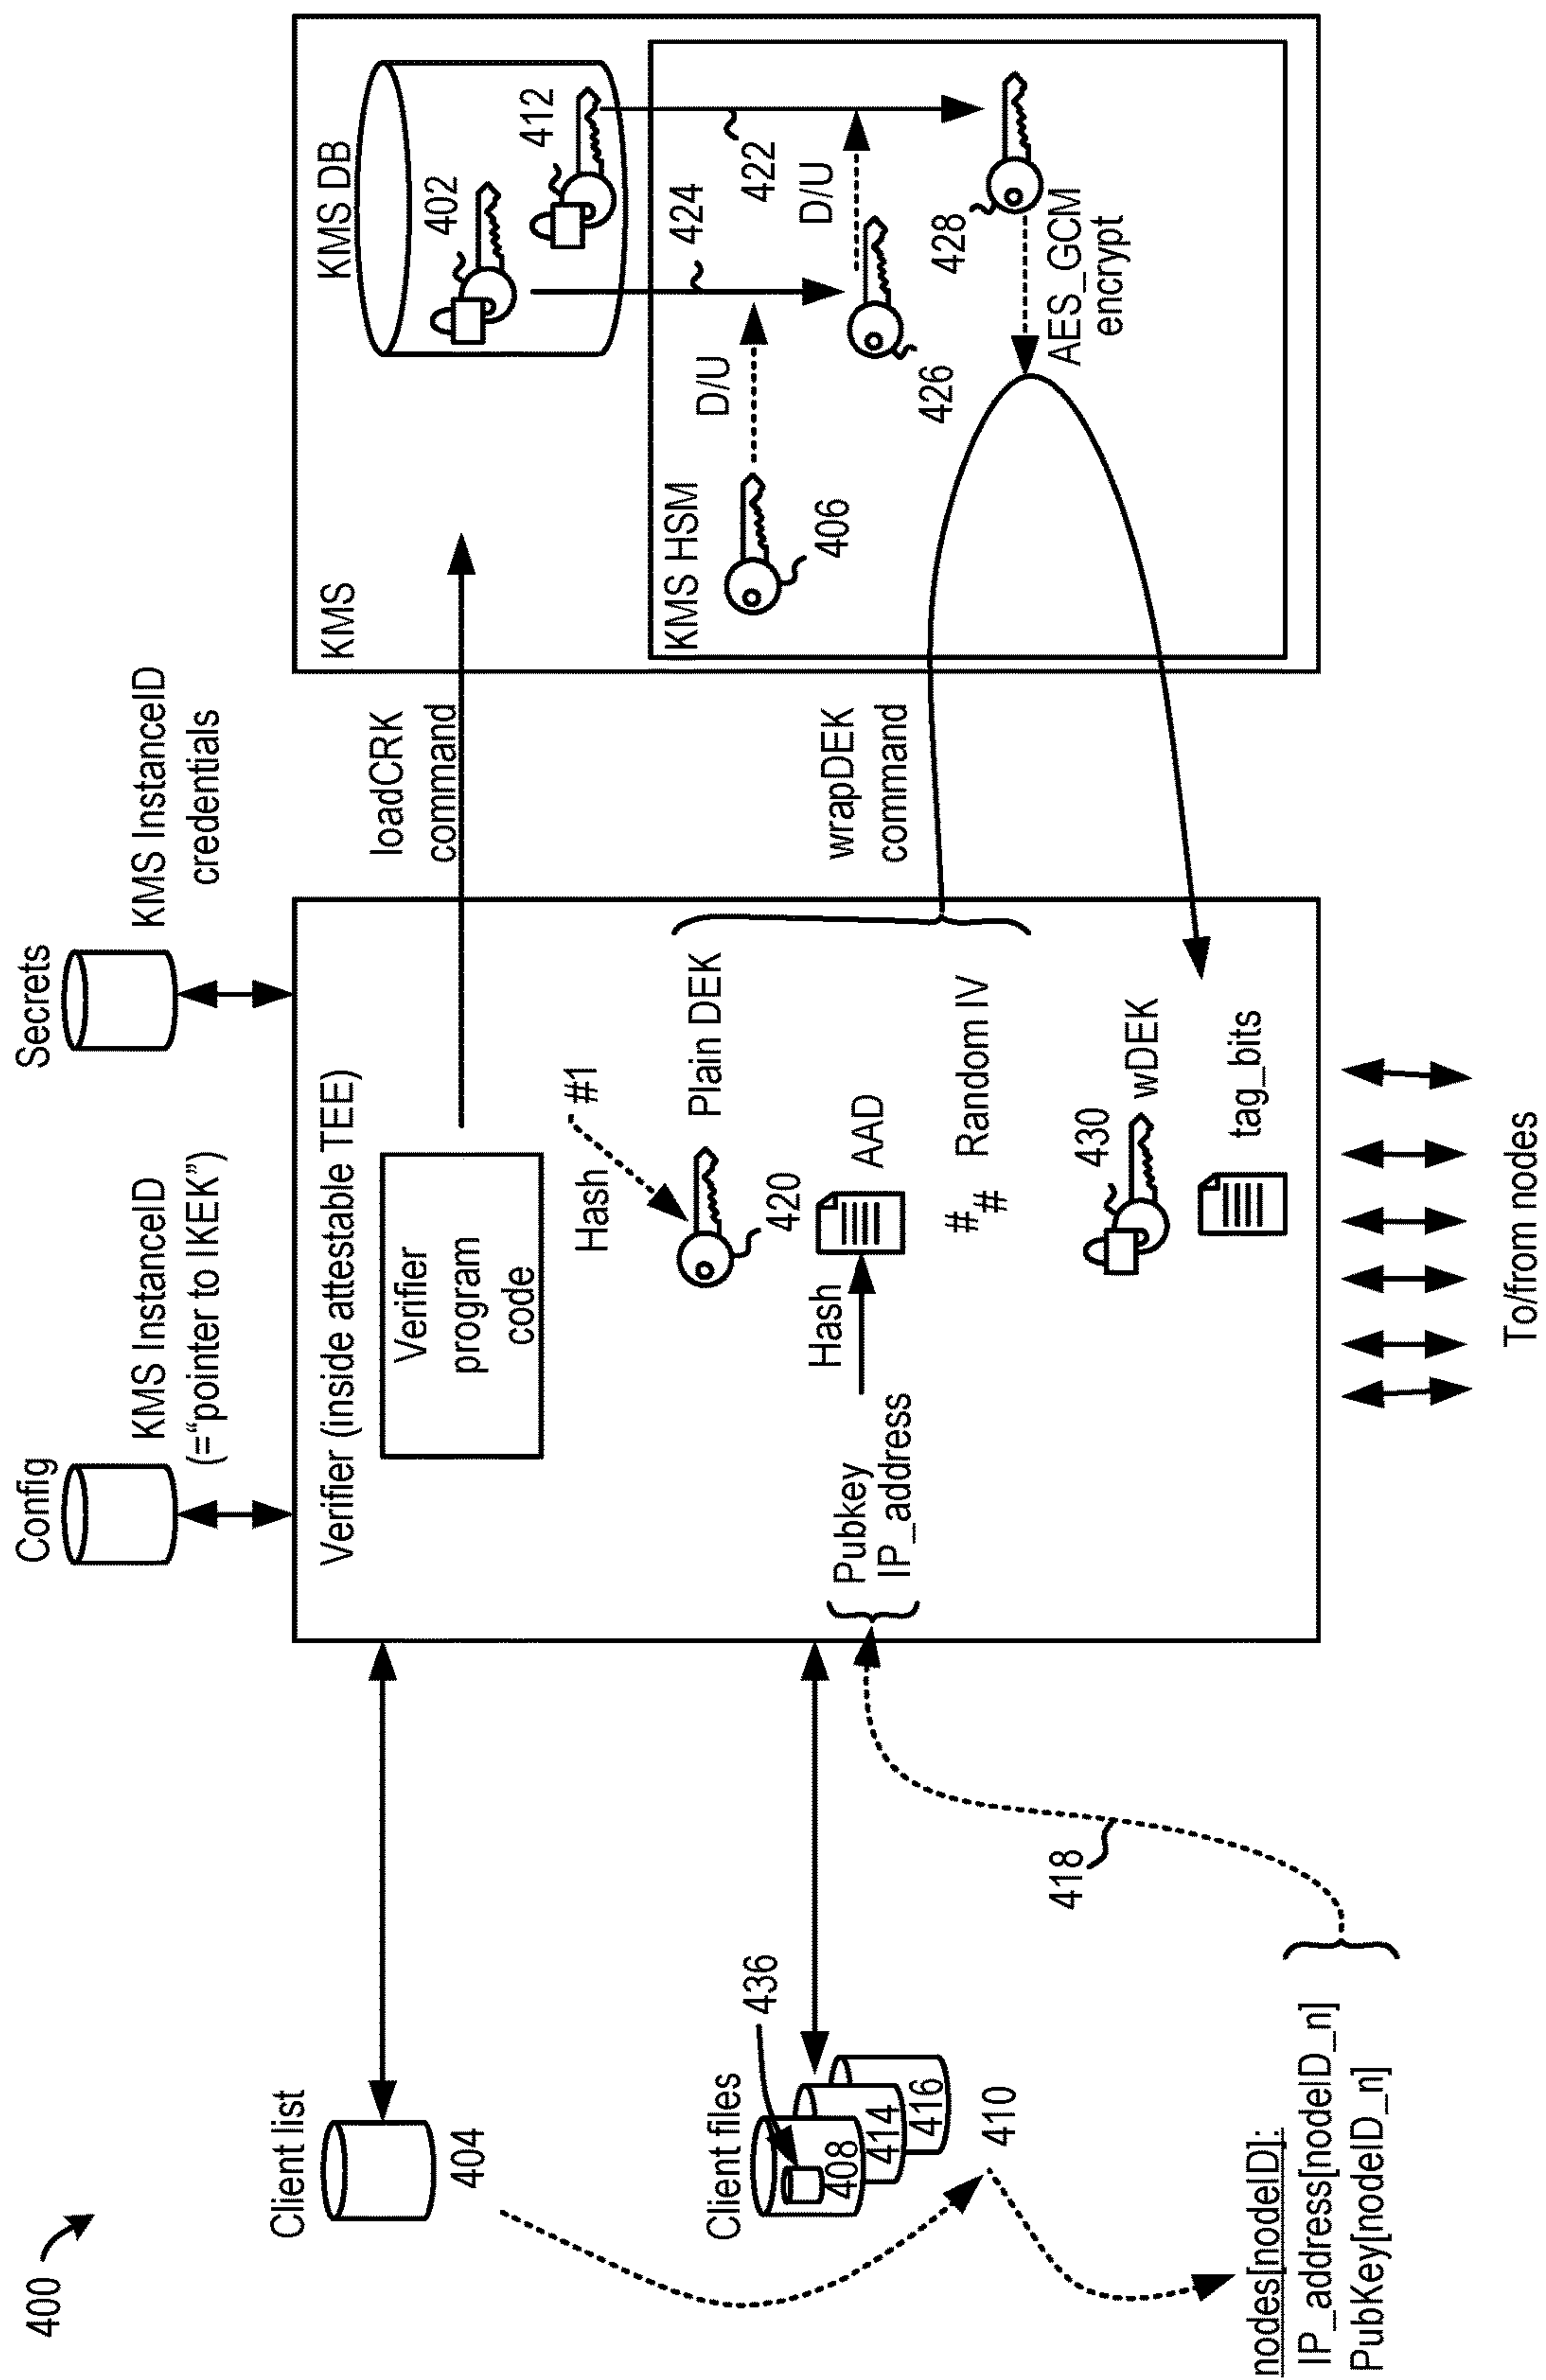 400
Client list
404
Client files
436
408
414
416
410
nodes[nodeID]:
IP_address[nodeID_n]
PubKey[nodeID_n]
418
Config
KMS InstanceID
(="pointer to IKEK”)
Secrets
KMS InstanceID
credentials
Verifier (inside attestable TEE)
Verifier
program
code
Hash
#1
Plain DEK
420
Pubkey
IP_address
Hash
AAD
#
#
Random IV
430
wDEK
tag_bits
To/from nodes
loadCRK
command
wrapDEK
command
KMS
KMS DB
402
412
KMS HSM
406
D/U
424
422
D/U
426
428
AES_GCM
encrypt